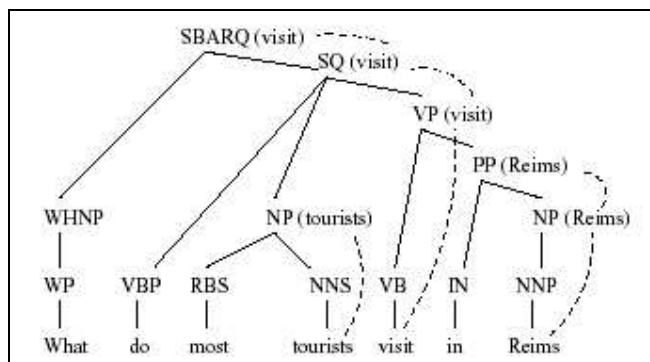 SBARQ (visit)
SQ (visit)
VP (visit)
PP (Reims)
WHNP NP (tourists) NP (Reims)
WP VBP RBS NNS VB IN NNP
What do most tourists visit in Reims